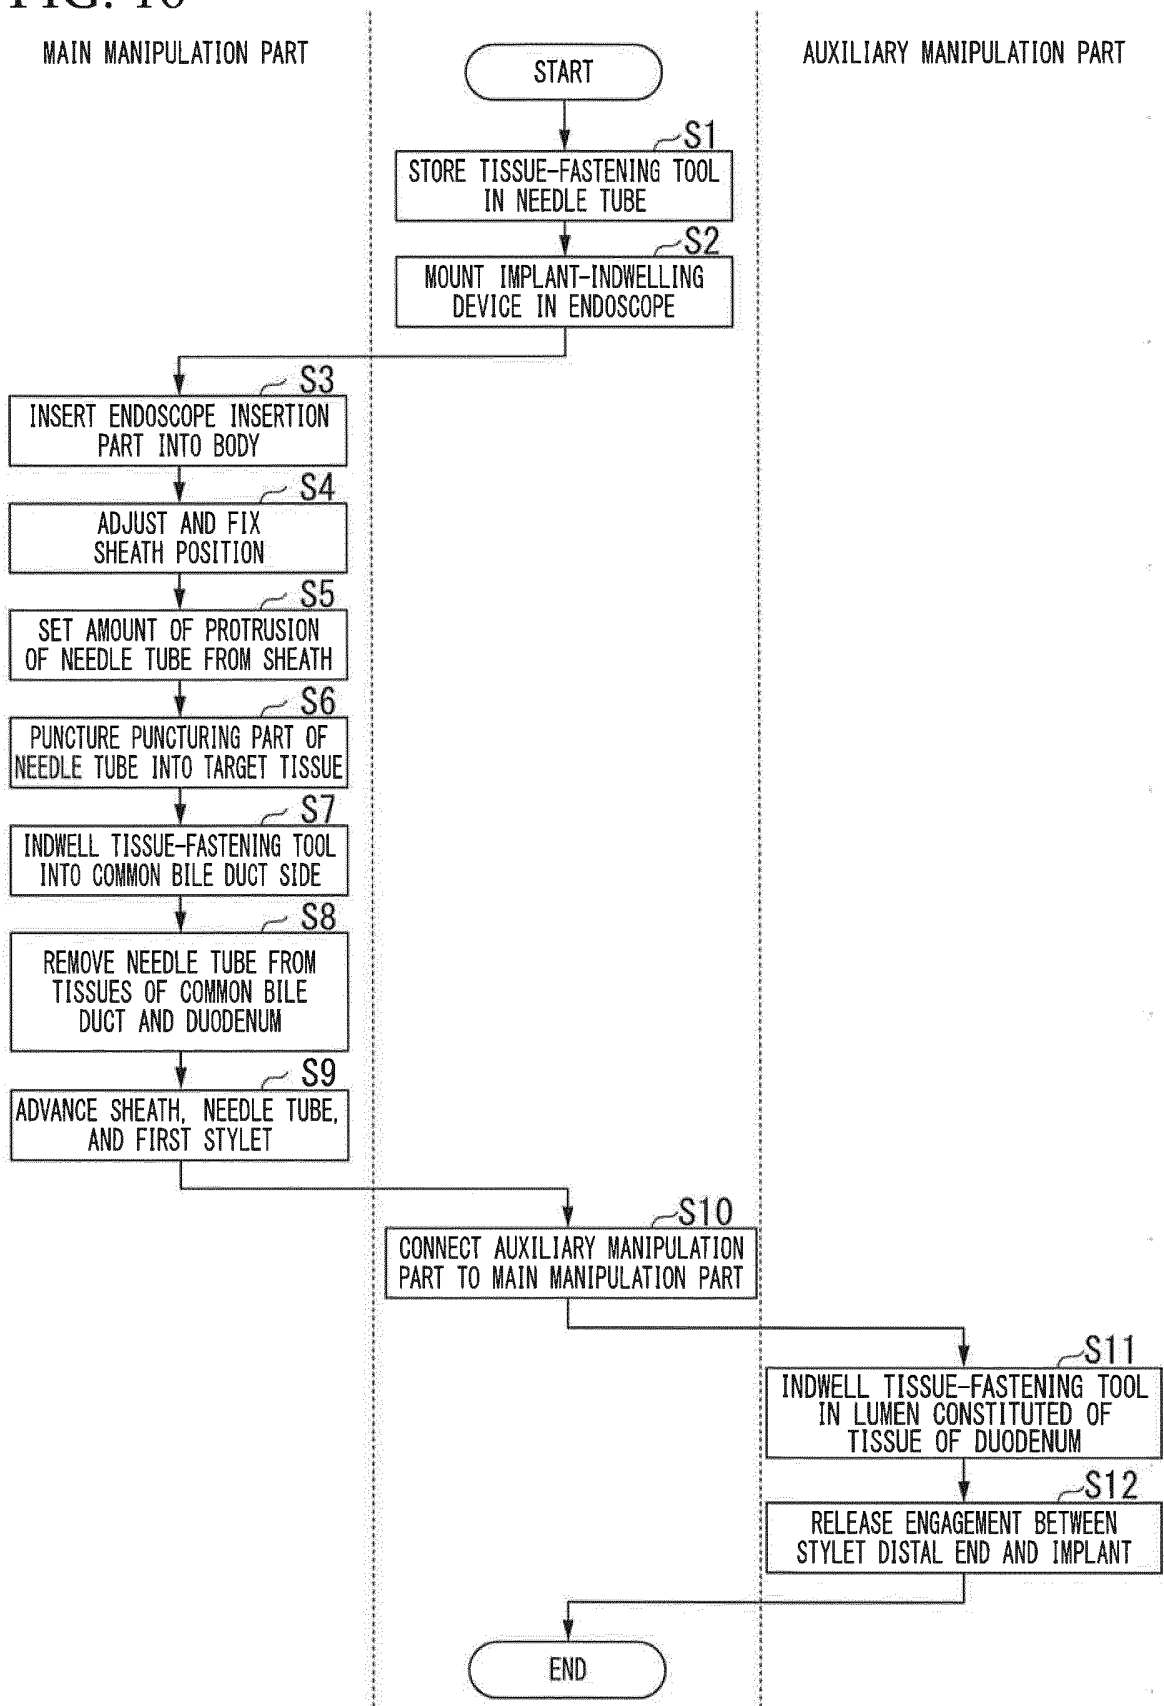 MAIN MANIPULATION PART
AUXILIARY MANIPULATION PART
START
S1
STORE TISSUE-FASTENING TOOL
IN NEEDLE TUBE
S2
MOUNT IMPLANT-INDWELLING
DEVICE IN ENDOSCOPE
S3
INSERT ENDOSCOPE INSERTION
PART INTO BODY
S4
ADJUST AND FIX
SHEATH POSITION
S5
SET AMOUNT OF PROTRUSION
OF NEEDLE TUBE FROM SHEATH
S6
PUNCTURE PUNCTURING PART OF
NEEDLE TUBE INTO TARGET TISSUE
S7
INDWELL TISSUE-FASTENING TOOL
INTO COMMON BILE DUCT SIDE
S8
REMOVE NEEDLE TUBE FROM
TISSUES OF COMMON BILE
DUCT AND DUODENUM
S9
ADVANCE SHEATH, NEEDLE TUBE,
AND FIRST STYLET
S10
CONNECT AUXILIARY MANIPULATION
PART TO MAIN MANIPULATION PART
S11
INDWELL TISSUE-FASTENING TOOL
IN LUMEN CONSTITUTED OF
TISSUE OF DUODENUM
S12
RELEASE ENGAGEMENT BETWEEN
STYLET DISTAL END AND IMPLANT
END